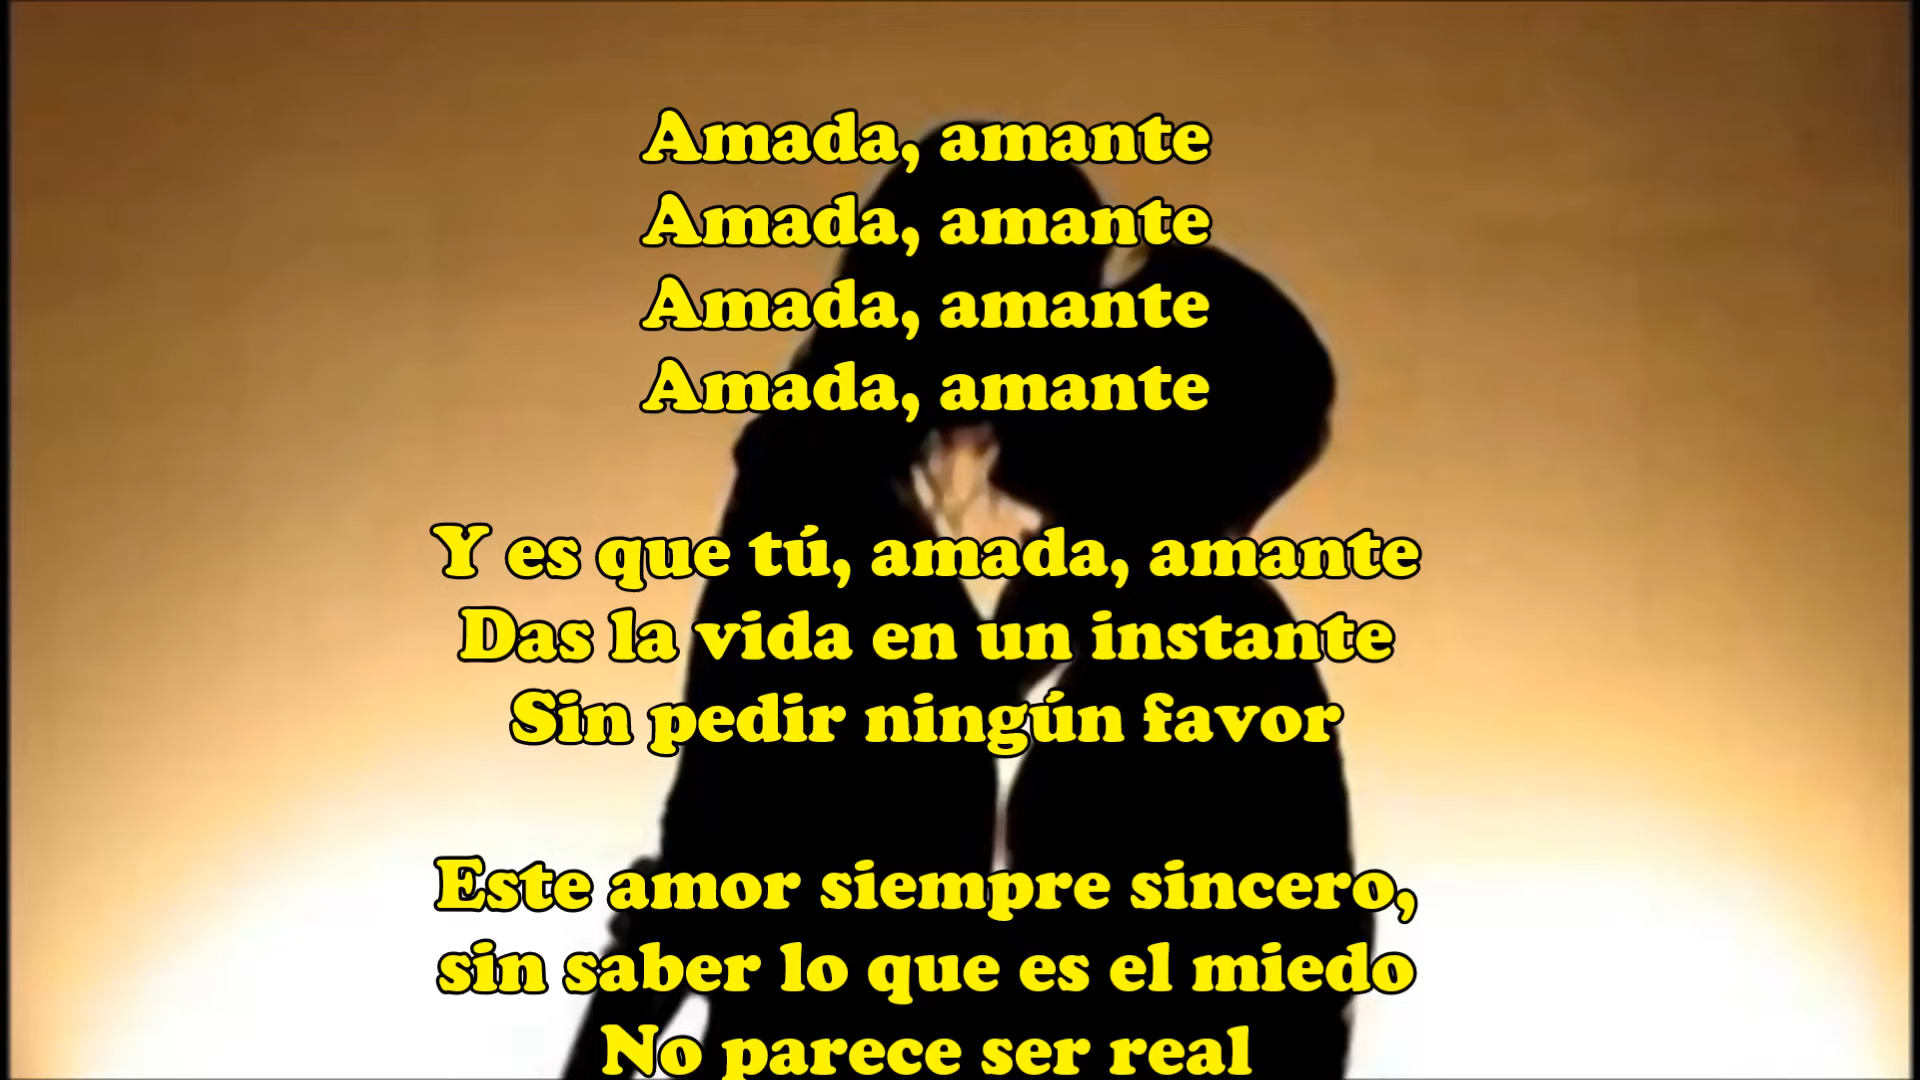 Amada, amante
Amada, amante
Amada, amante
Amada, amante
Y es que tú, amada, amante
Das la vida en un instante
Sin pedir ningún favor
Este amor siempre sincero,
sin saber lo que es el miedo
No parece ser real